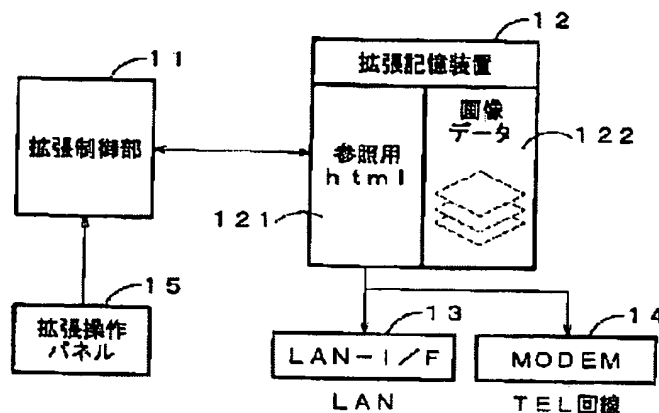 11
拡張制御部
12
拡張記憶装置
参照用
html
121
画像
データ
122
15
拡張操作
パネル
13
LAN-I/F
LAN
14
MODEM
TEL回線